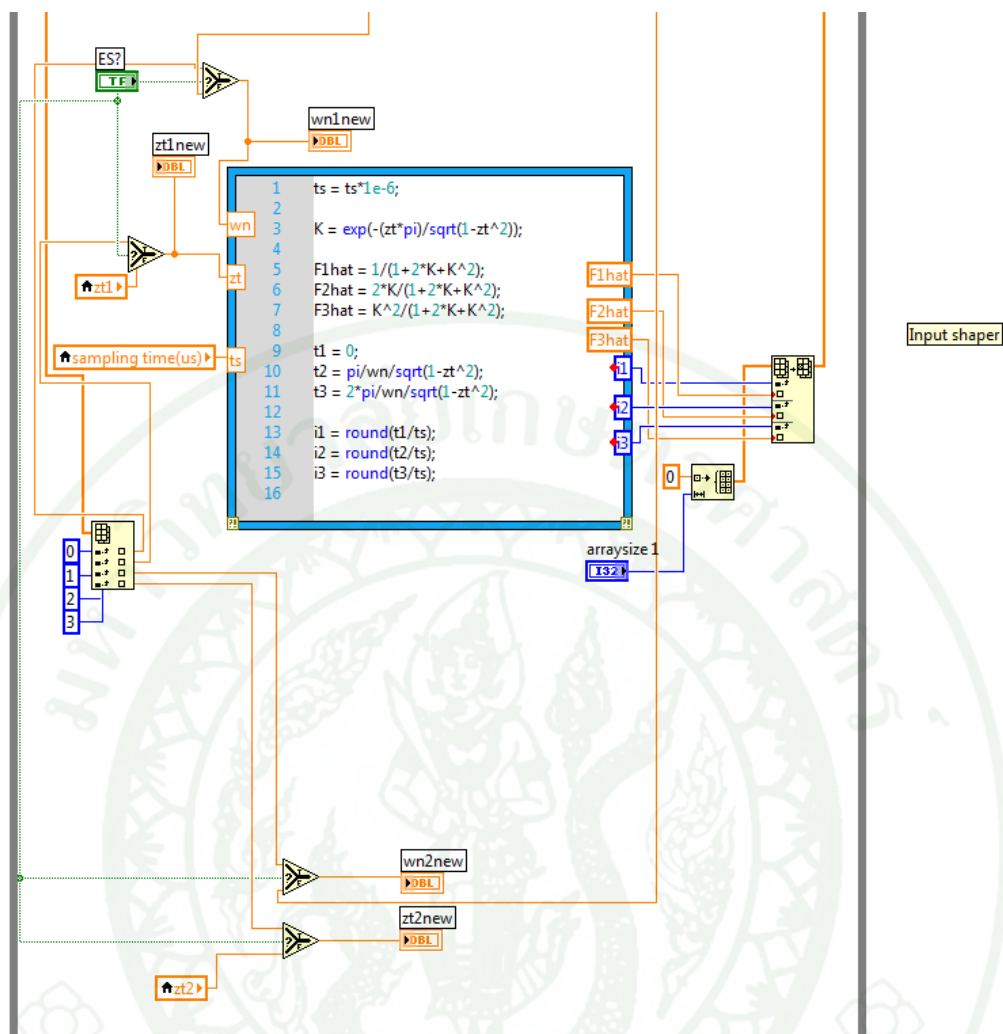 ES?
TF
wn1new
DBL
zt1new
DBL
zt1
sampling time(us)
wn
zt
ts
1 ts = ts*1e-6;
2
3 K = exp(-(zt*pi)/sqrt(1-zt^2));
4
5 F1hat = 1/(1+2*K+K^2);
6 F2hat = 2*K/(1+2*K+K^2);
7 F3hat = K^2/(1+2*K+K^2);
8
9 t1 = 0;
10 t2 = pi/wn/sqrt(1-zt^2);
11 t3 = 2*pi/wn/sqrt(1-zt^2);
12
13 i1 = round(t1/ts);
14 i2 = round(t2/ts);
15 i3 = round(t3/ts);
16
F1hat
F2hat
F3hat
i1
i2
i3
Input shaper
0
arraysize 1
I32
0
1
2
3
wn2new
DBL
zt2new
DBL
zt2